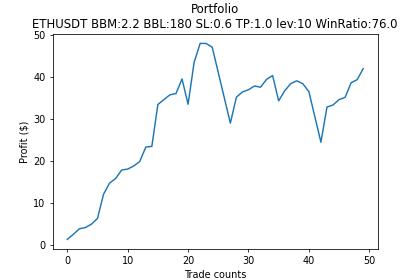 Portfolio
ETHUSDT BBM:2.2 BBL:180 SL:0.6 TP:1.0 lev:10 WinRatio:76.0
50
40
30
20
10
0
Profit ($)
0 10 20 30 40 50
Trade counts